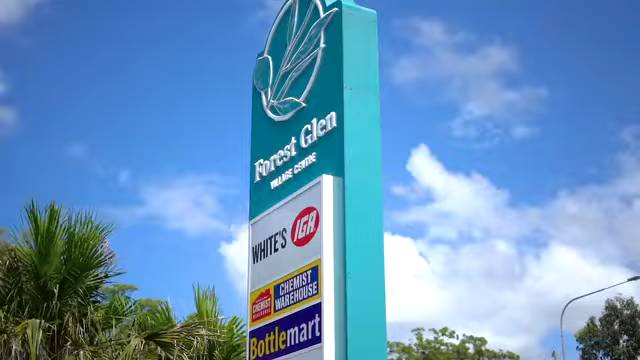 Forest Glen
VILLAGE CENTRE
WHITE'S IGA
CHEMIST
WAREHOUSE
CHEMIST
WAREHOUSE
Bottlemart